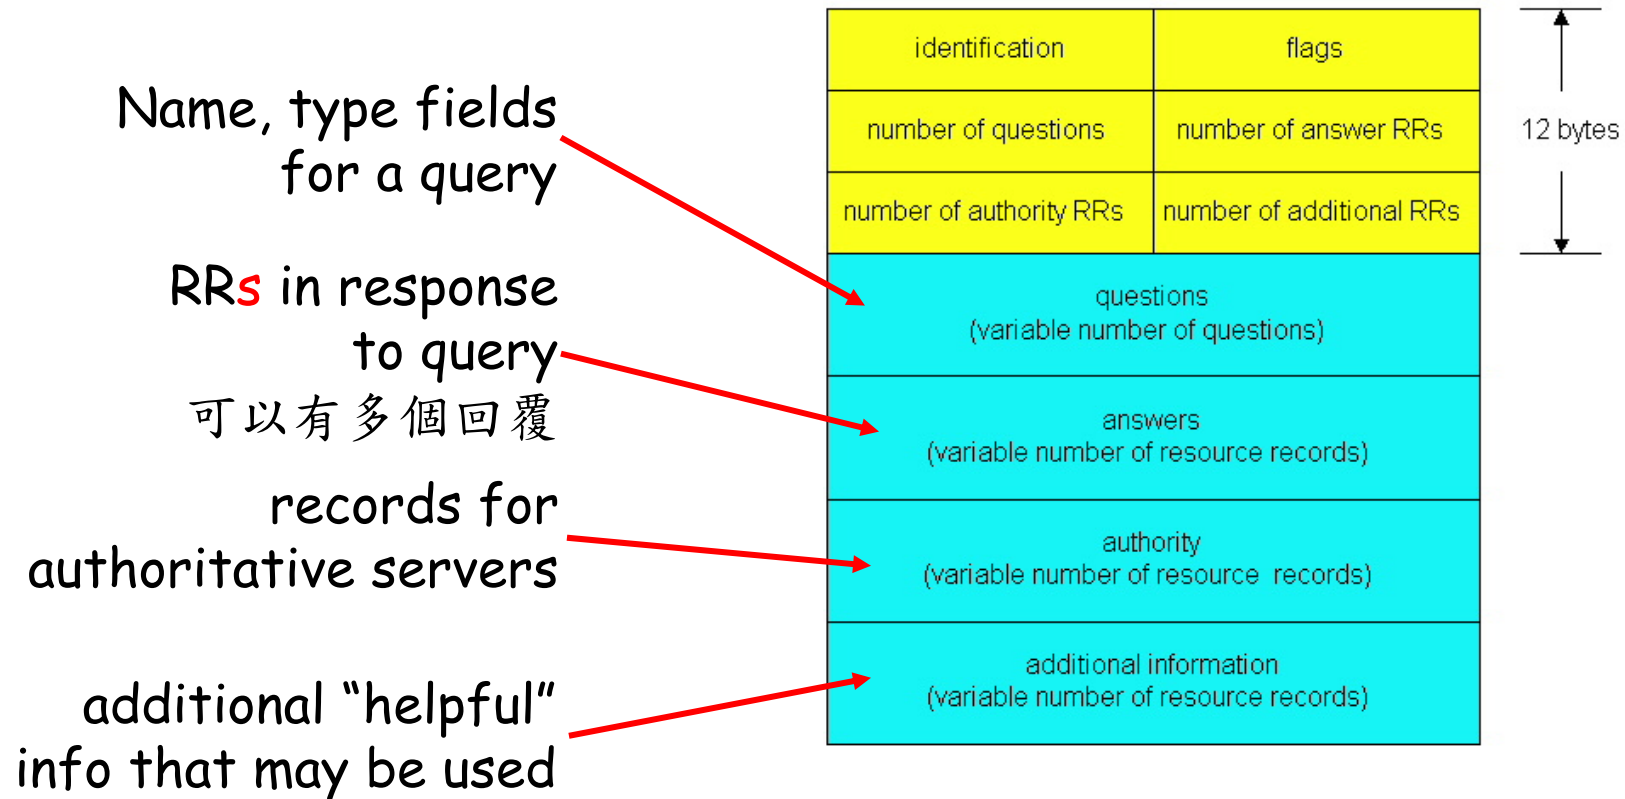 Name, type fields
for a query
RRs in response
to query
可以有多個回覆
records for
authoritative servers
additional “helpful”
info that may be used
identification
flags
number of questions
number of answer RRs
number of authority RRs
number of additional RRs
12 bytes
questions
(variable number of questions)
answers
(variable number of resource records)
authority
(variable number of resource records)
additional information
(variable number of resource records)